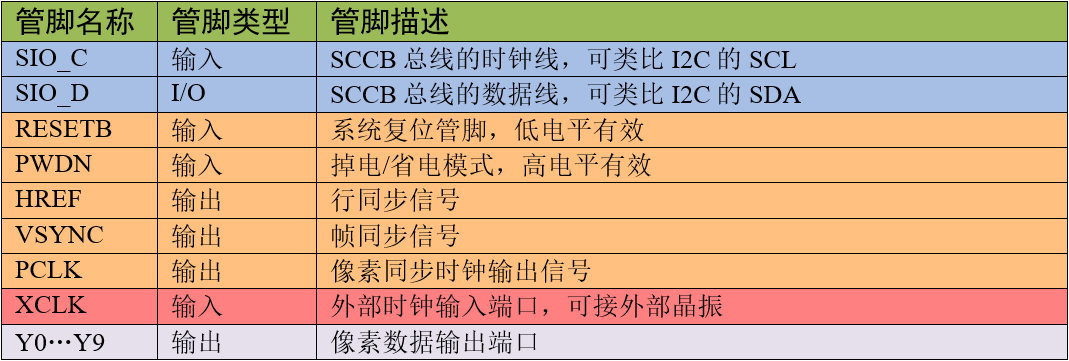 管脚名称 管脚类型 管脚描述
SIO_C 输入 SCCB 总线的时钟线，可类比 I2C 的 SCL
SIO_D I/O SCCB 总线的数据线，可类比 I2C 的 SDA
RESETB 输入 系统复位管脚，低电平有效
PWDN 输入 掉电/省电模式，高电平有效
HREF 输出 行同步信号
VSYNC 输出 帧同步信号
PCLK 输出 像素同步时钟输出信号
XCLK 输入 外部时钟输入端口，可接外部晶振
Y0…Y9 输出 像素数据输出端口